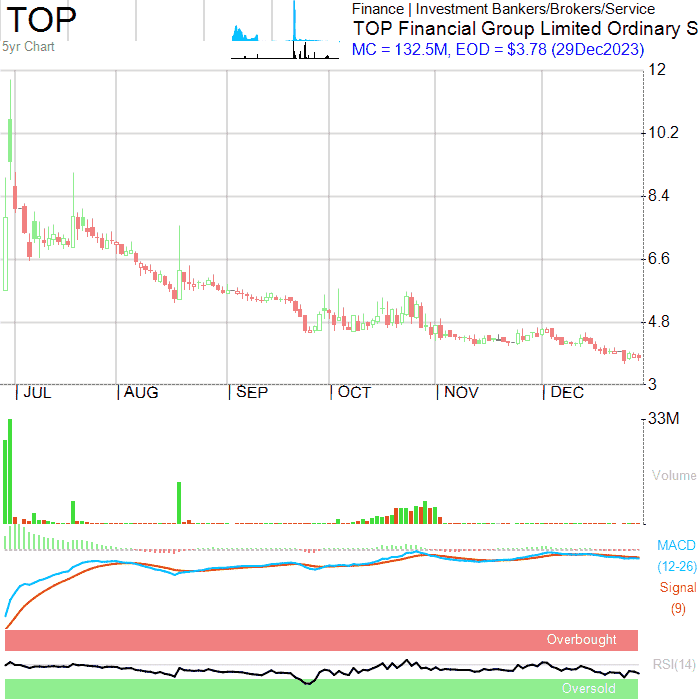 TOP
5yr Chart
Finance | Investment Bankers/Brokers/Service
TOP Financial Group Limited Ordinary S
MC = 132.5M, EOD = $3.78 (29Dec2023)
12
10.2
8.4
6.6
4.8
3
JUL AUG SEP OCT NOV DEC
33M
Volume
MACD
(12-26)
Signal
(9)
Overbought
RSI(14)
Oversold